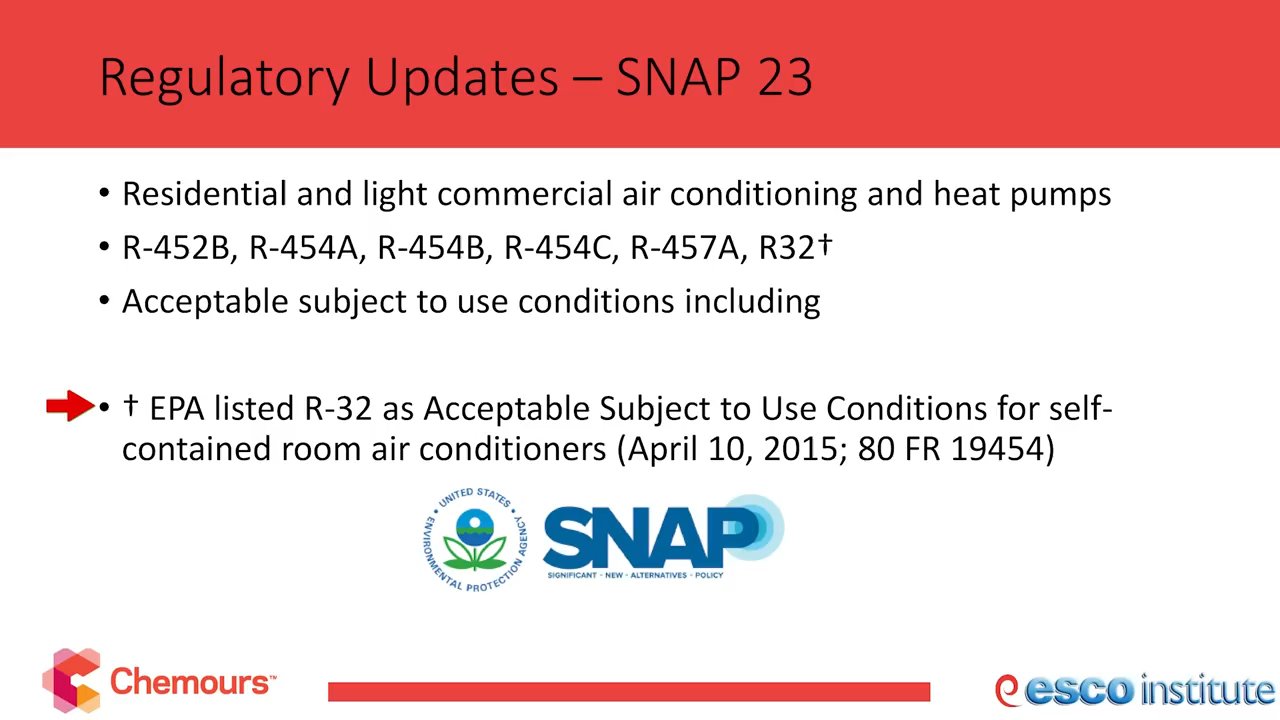 Regulatory Updates – SNAP 23
• Residential and light commercial air conditioning and heat pumps
• R-452B, R-454A, R-454B, R-454C, R-457A, R32†
• Acceptable subject to use conditions including
• † EPA listed R-32 as Acceptable Subject to Use Conditions for self-
contained room air conditioners (April 10, 2015; 80 FR 19454)
UNITED STATES
ENVIRONMENTAL PROTECTION AGENCY
SNAP
SIGNIFICANT - NEW - ALTERNATIVES - POLICY
Chemours™
esco institute